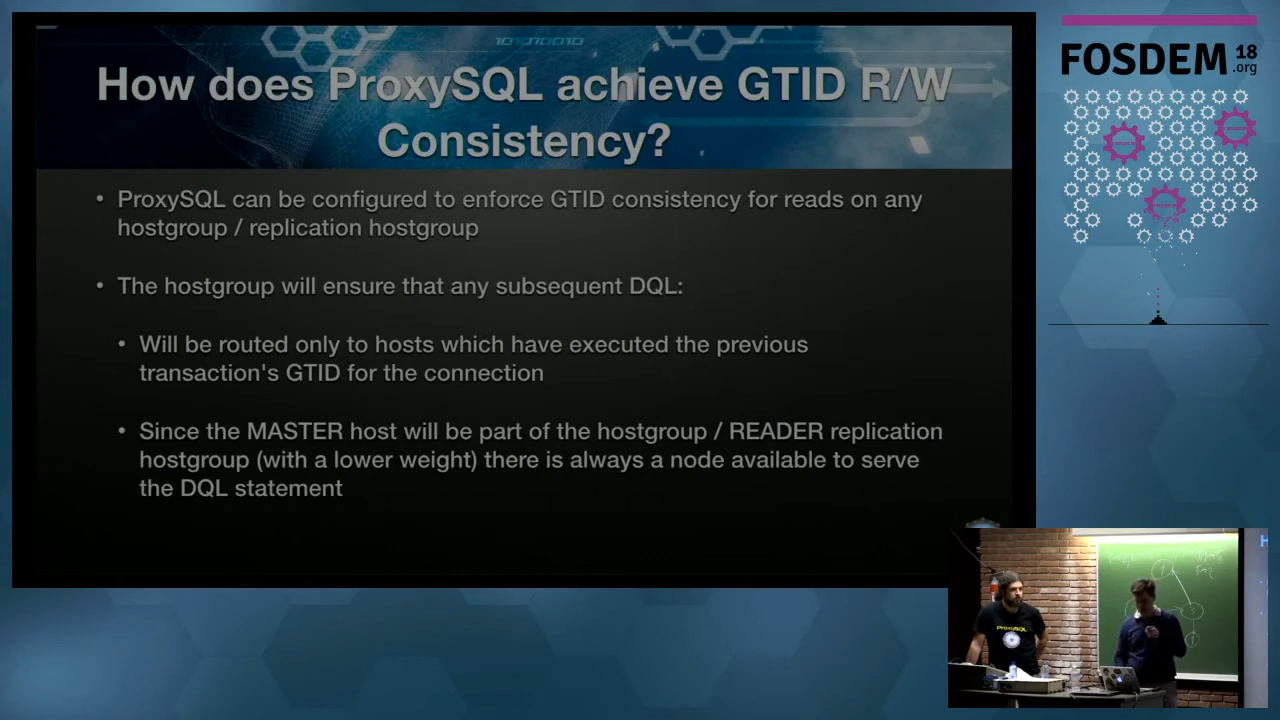 How does ProxySQL achieve GTID R/W
Consistency?
• ProxySQL can be configured to enforce GTID consistency for reads on any
hostgroup / replication hostgroup
• The hostgroup will ensure that any subsequent DQL:
• Will be routed only to hosts which have executed the previous
transaction's GTID for the connection
• Since the MASTER host will be part of the hostgroup / READER replication
hostgroup (with a lower weight) there is always a node available to serve
the DQL statement
FOSDEM 18
.org
ProxySQL